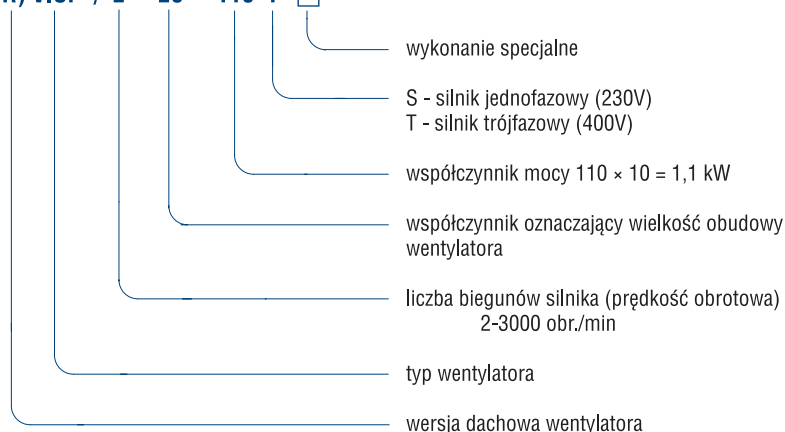 wykonanie specjalne
S - silnik jednofazowy (230V)
T - silnik trójfazowy (400V)
współczynnik mocy 110 × 10 = 1,1 kW
współczynnik oznaczający wielkość obudowy
wentylatora
liczba biegunów silnika (prędkość obrotowa)
2-3000 obr./min
typ wentylatora
wersja dachowa wentylatora